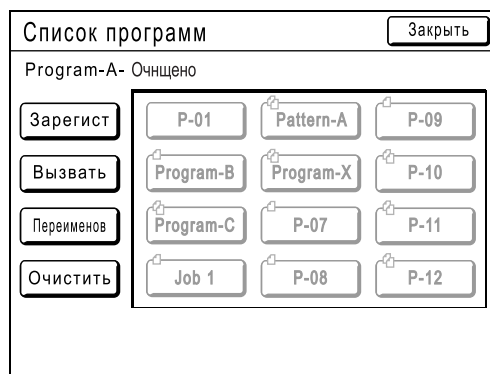 Список программ
Закрыть
Program-A- Очнщено
Зарегист
P-01
Pattern-A
P-09
Вызвать
Program-B
Program-X
P-10
Переименов
Program-C
P-07
P-11
Очистить
Job 1
P-08
P-12